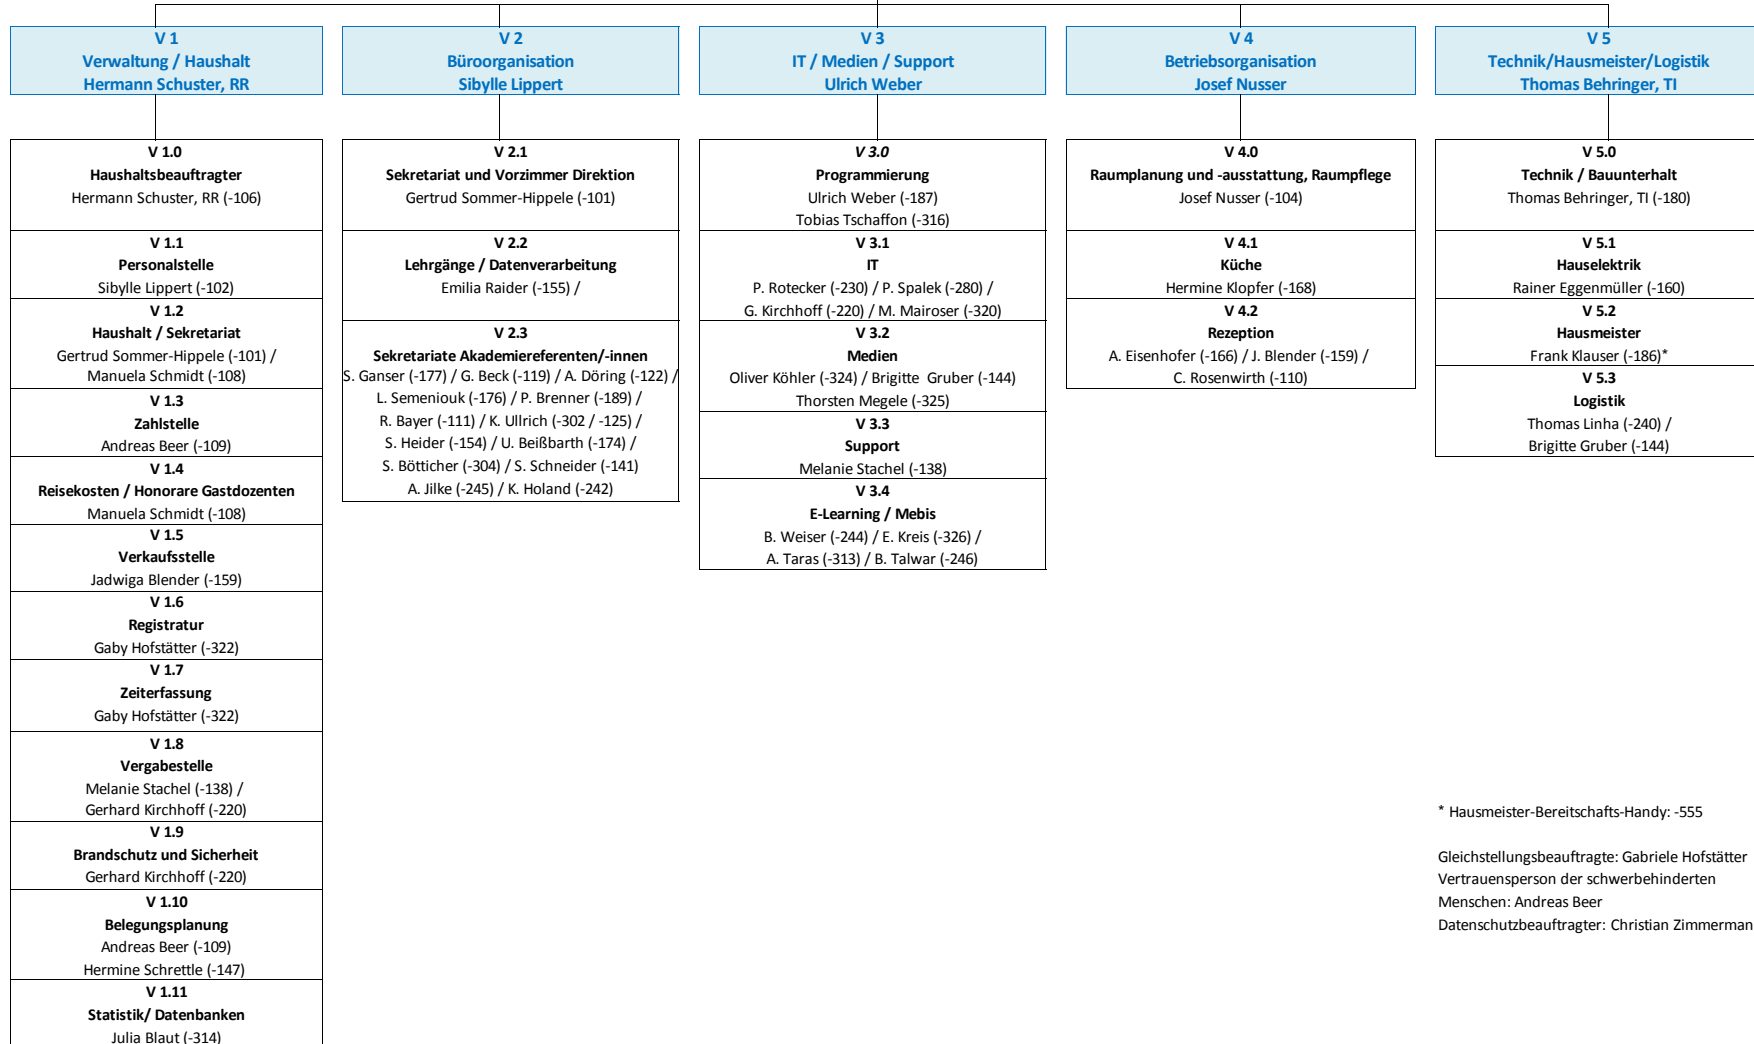 V 1
Verwaltung / Haushalt
Hermann Schuster, RR
V 1.0
Haushaltsbeauftragter
Hermann Schuster, RR (-106)
V 1.1
Personalstelle
Sibylle Lippert (-102)
V 1.2
Haushalt / Sekretariat
Gertrud Sommer-Hippele (-101) /
Manuela Schmidt (-108)
V 1.3
Zahlstelle
Andreas Beer (-109)
V 1.4
Reisekosten / Honorare Gastdozenten
Manuela Schmidt (-108)
V 1.5
Verkaufsstelle
Jadwiga Blender (-159)
V 1.6
Registratur
Gaby Hofstätter (-322)
V 1.7
Zeiterfassung
Gaby Hofstätter (-322)
V 1.8
Vergabestelle
Melanie Stachel (-138) /
Gerhard Kirchhoff (-220)
V 1.9
Brandschutz und Sicherheit
Gerhard Kirchhoff (-220)
V 1.10
Belegungsplanung
Andreas Beer (-109)
Hermine Schrettle (-147)
V 1.11
Statistik/ Datenbanken
Julia Blaut (-314)
V 2
Büroorganisation
Sibylle Lippert
V 2.1
Sekretariat und Vorzimmer Direktion
Gertrud Sommer-Hippele (-101)
V 2.2
Lehrgänge / Datenverarbeitung
Emilia Raider (-155) /
V 2.3
Sekretariate Akademiereferenten/-innen
S. Ganser (-177) / G. Beck (-119) / A. Döring (-122) /
L. Semeniouk (-176) / P. Brenner (-189) /
R. Bayer (-111) / K. Ullrich (-302 / -125) /
S. Heider (-154) / U. Beißbarth (-174) /
S. Bötticher (-304) / S. Schneider (-141)
A. Jilke (-245) / K. Holand (-242)
V 3
IT / Medien / Support
Ulrich Weber
V 3.0
Programmierung
Ulrich Weber (-187)
Tobias Tschaffon (-316)
V 3.1
IT
P. Rotecker (-230) / P. Spalek (-280) /
G. Kirchhoff (-220) / M. Mairoser (-320)
V 3.2
Medien
Oliver Köhler (-324) / Brigitte Gruber (-144)
Thorsten Megele (-325)
V 3.3
Support
Melanie Stachel (-138)
V 3.4
E-Learning / Mebis
B. Weiser (-244) / E. Kreis (-326) /
A. Taras (-313) / B. Talwar (-246)
V 4
Betriebsorganisation
Josef Nusser
V 4.0
Raumplanung und -ausstattung, Raumpflege
Josef Nusser (-104)
V 4.1
Küche
Hermine Klopfer (-168)
V 4.2
Rezeption
A. Eisenhofer (-166) / J. Blender (-159) /
C. Rosenwirth (-110)
V 5
Technik/Hausmeister/Logistik
Thomas Behringer, TI
V 5.0
Technik / Bauunterhalt
Thomas Behringer, TI (-180)
V 5.1
Hauselektrik
Rainer Eggenmüller (-160)
V 5.2
Hausmeister
Frank Klauser (-186)*
V 5.3
Logistik
Thomas Linha (-240) /
Brigitte Gruber (-144)
* Hausmeister-Bereitschafts-Handy: -555
Gleichstellungsbeauftragte: Gabriele Hofstätter
Vertrauensperson der schwerbehinderten
Menschen: Andreas Beer
Datenschutzbeauftragter: Christian Zimmerman